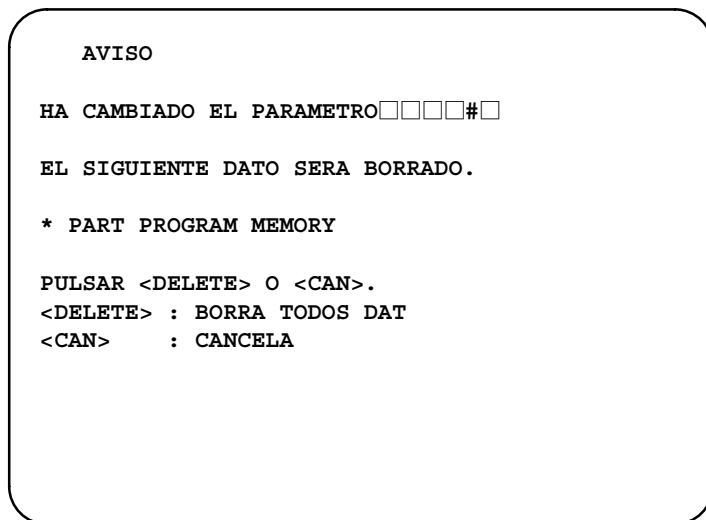 AVISO
HA CAMBIADO EL PARAMETRO□□□□#□
EL SIGUIENTE DATO SERA BORRADO.
* PART PROGRAM MEMORY
PULSAR <DELETE> O <CAN>.
<DELETE> : BORRA TODOS DAT
<CAN> : CANCELA